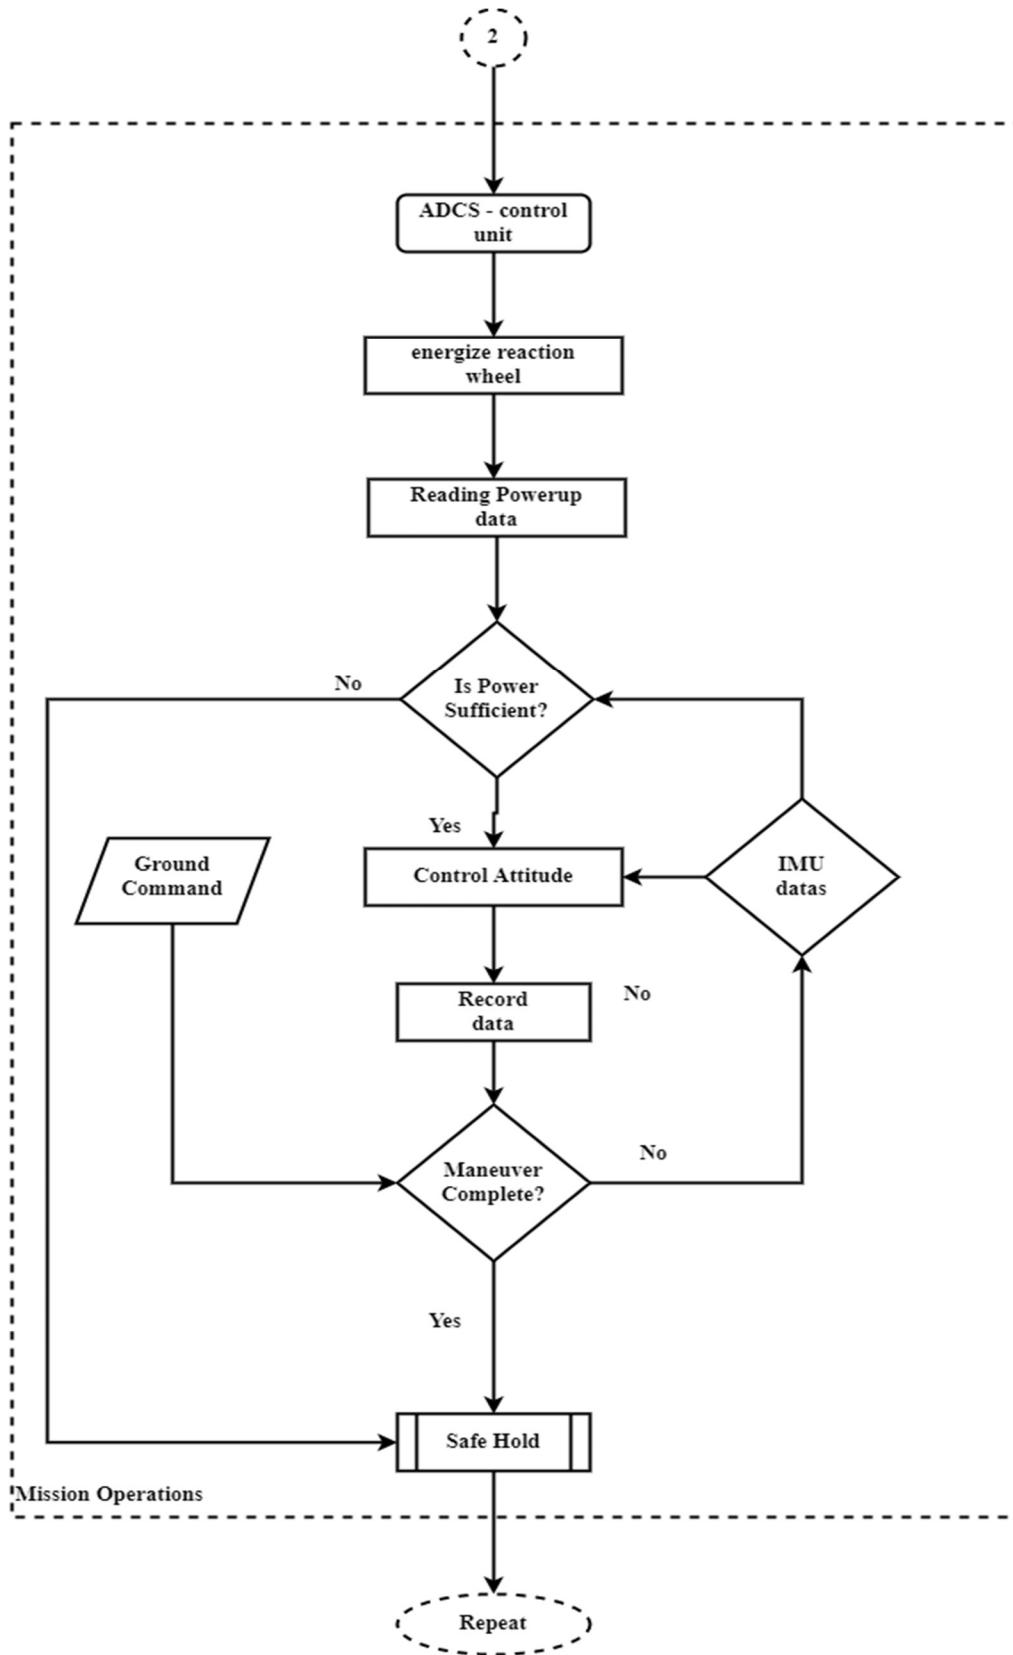 2
ADCS - control
unit
energize reaction
wheel
Reading Powerup
data
No
Is Power
Sufficient?
Yes
Ground
Command
Control Attitude
IMU
datas
Record
data
No
Maneuver
Complete?
No
Yes
Safe Hold
Mission Operations
Repeat